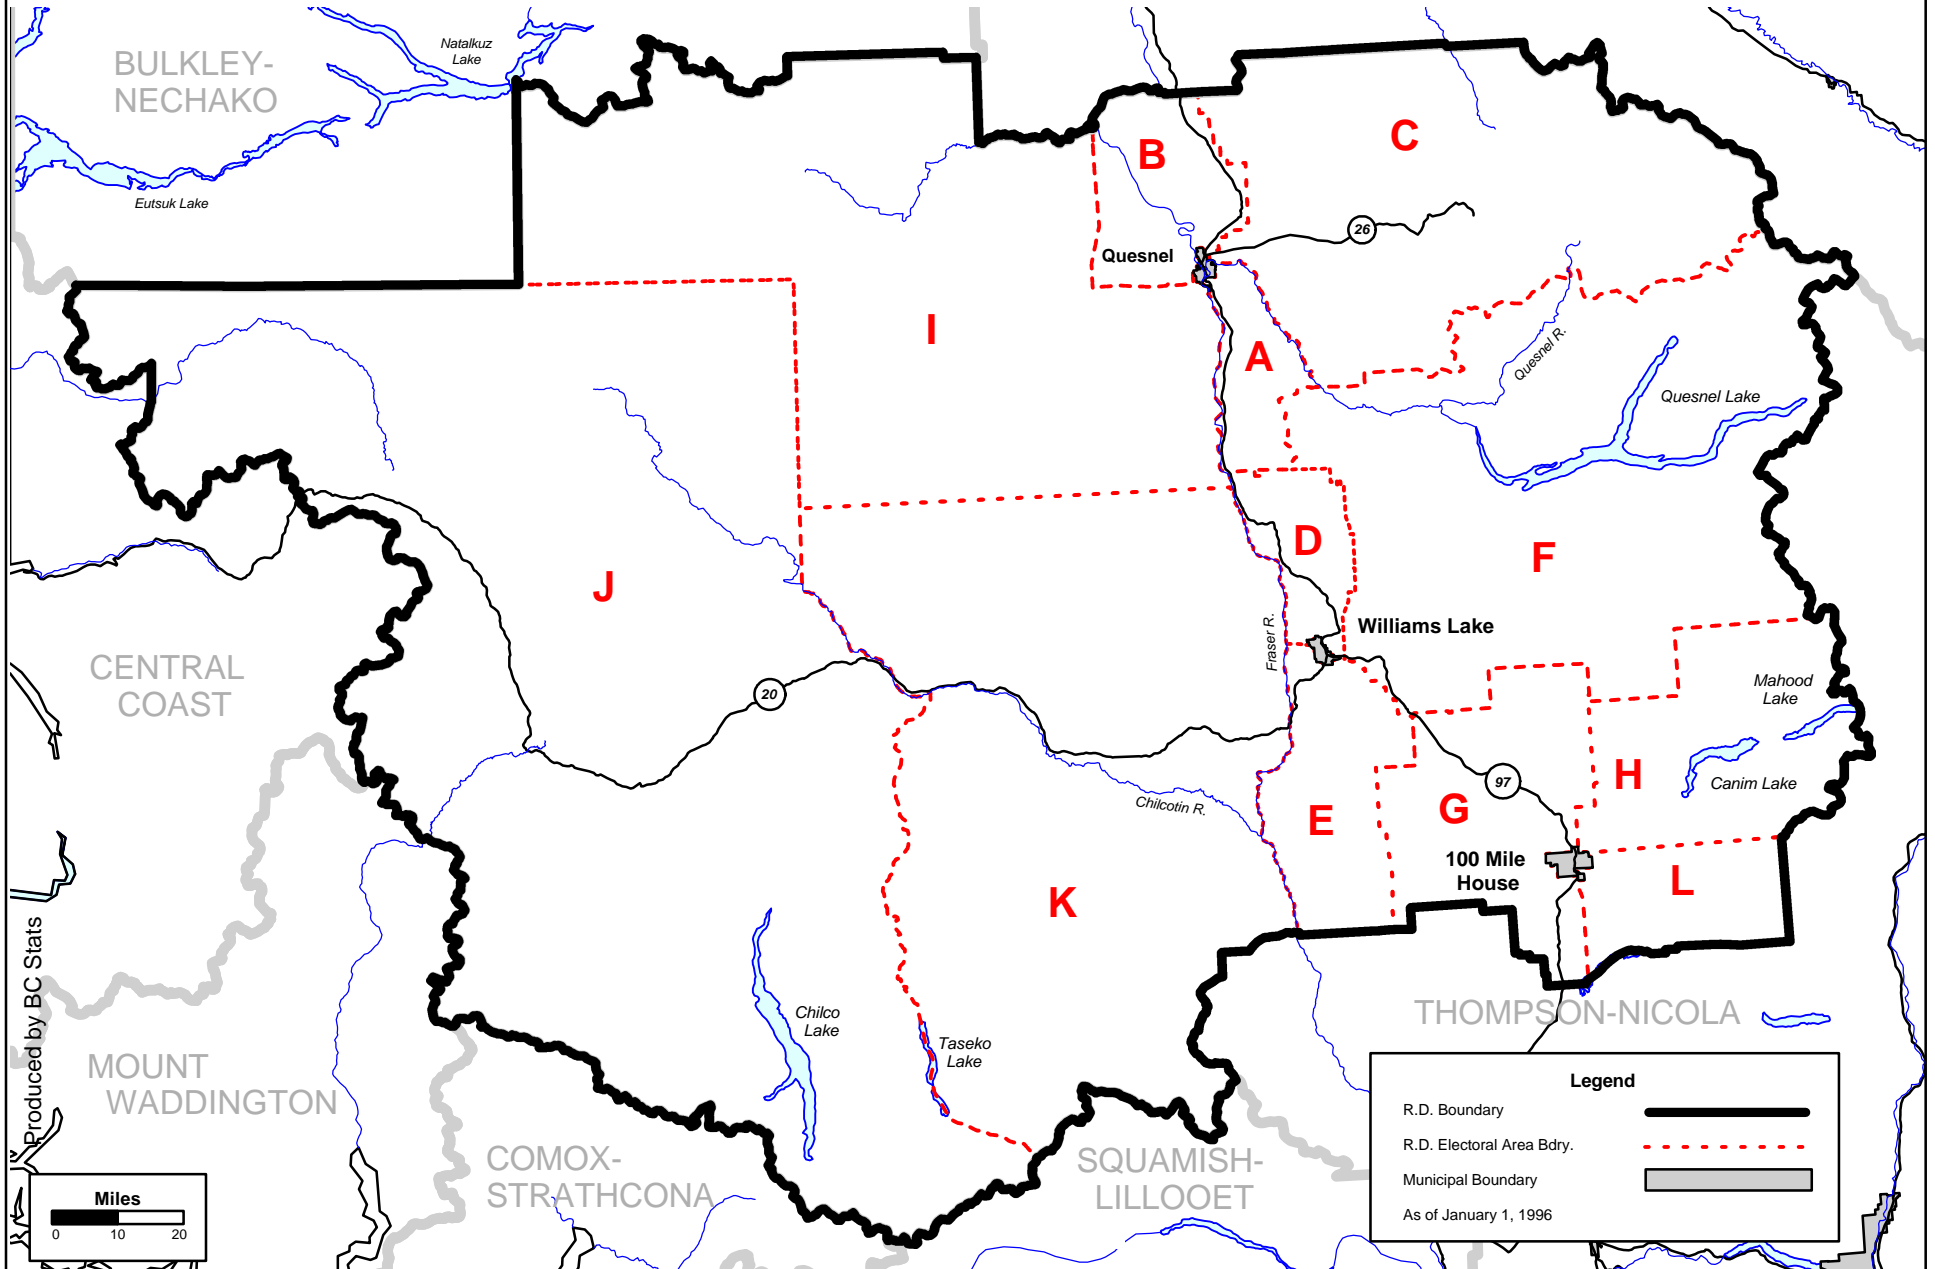 BULKLEY-
NECHAKO
Natalkuz
Lake
Eutsuk Lake
B
C
Quesnel
26
I
A
Quesnel R.
Quesnel Lake
D
F
J
Fraser R.
Williams Lake
CENTRAL
COAST
20
Mahood
Lake
H
97
Canim Lake
Chilcotin R.
E
G
100 Mile
House
L
K
Produced by BC Stats
Chilco
Lake
Taseko
Lake
THOMPSON-NICOLA
MOUNT
WADDINGTON
COMOX-
STRATHCONA
SQUAMISH-
LILLOOET
Legend
R.D. Boundary
R.D. Electoral Area Bdry.
Municipal Boundary
As of January 1, 1996
Miles
0 10 20